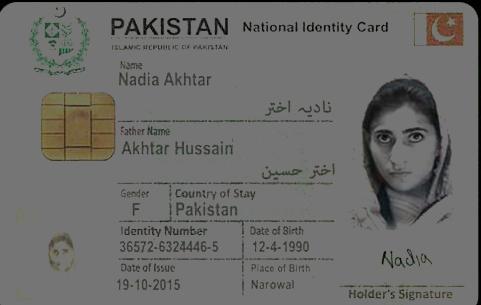 PAKISTAN National Identity Card
ISLAMIC REPUBLIC OF PAKISTAN
Name
Nadia Akhtar
نادیہ اختر
Father Name
Akhtar Hussain
اختر حسین
Gender Country of Stay
F Pakistan
Identity Number Date of Birth
36572-6324446-5 12-4-1990
Date of Issue Place of Birth
19-10-2015 Narowal
Nadia
Holder's Signature